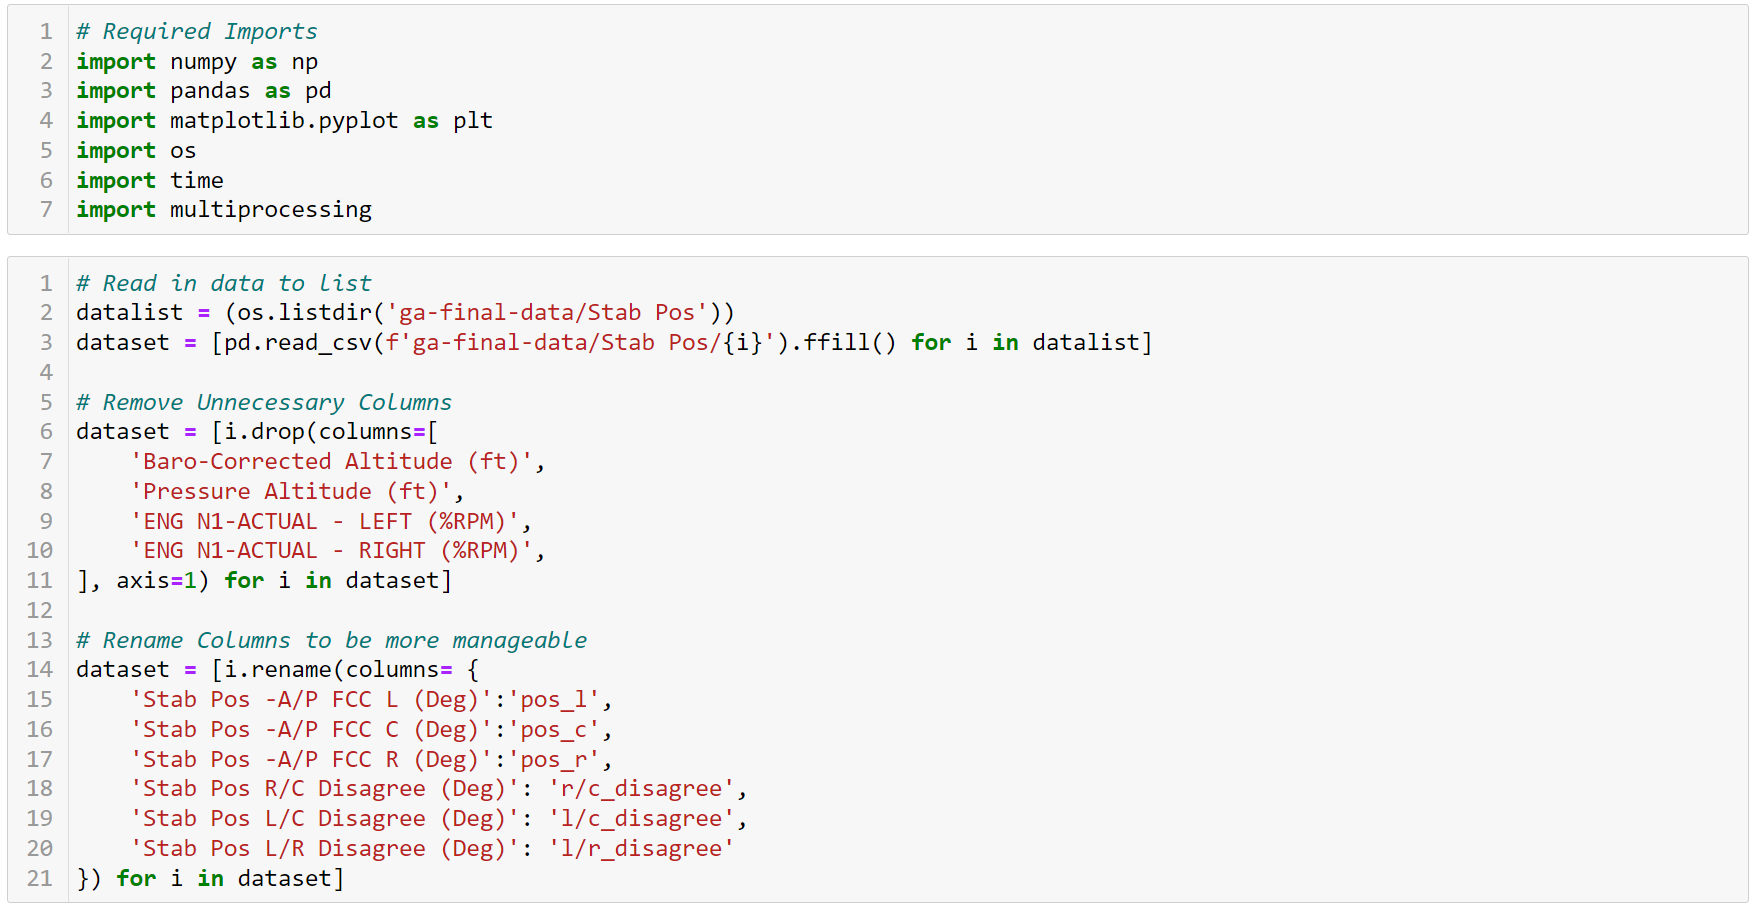 1 # Required Imports
2 import numpy as np
3 import pandas as pd
4 import matplotlib.pyplot as plt
5 import os
6 import time
7 import multiprocessing
1 # Read in data to list
2 datalist = (os.listdir('ga-final-data/Stab Pos'))
3 dataset = [pd.read_csv(f'ga-final-data/Stab Pos/{i}').ffill() for i in datalist]
4
5 # Remove Unnecessary Columns
6 dataset = [i.drop(columns=[
7     'Baro-Corrected Altitude (ft)',
8     'Pressure Altitude (ft)',
9     'ENG N1-ACTUAL - LEFT (%RPM)',
10     'ENG N1-ACTUAL - RIGHT (%RPM)',
11 ], axis=1) for i in dataset]
12
13 # Rename Columns to be more manageable
14 dataset = [i.rename(columns= {
15     'Stab Pos -A/P FCC L (Deg)':'pos_l',
16     'Stab Pos -A/P FCC C (Deg)':'pos_c',
17     'Stab Pos -A/P FCC R (Deg)':'pos_r',
18     'Stab Pos R/C Disagree (Deg)': 'r/c_disagree',
19     'Stab Pos L/C Disagree (Deg)': 'l/c_disagree',
20     'Stab Pos L/R Disagree (Deg)': 'l/r_disagree'
21 }) for i in dataset]